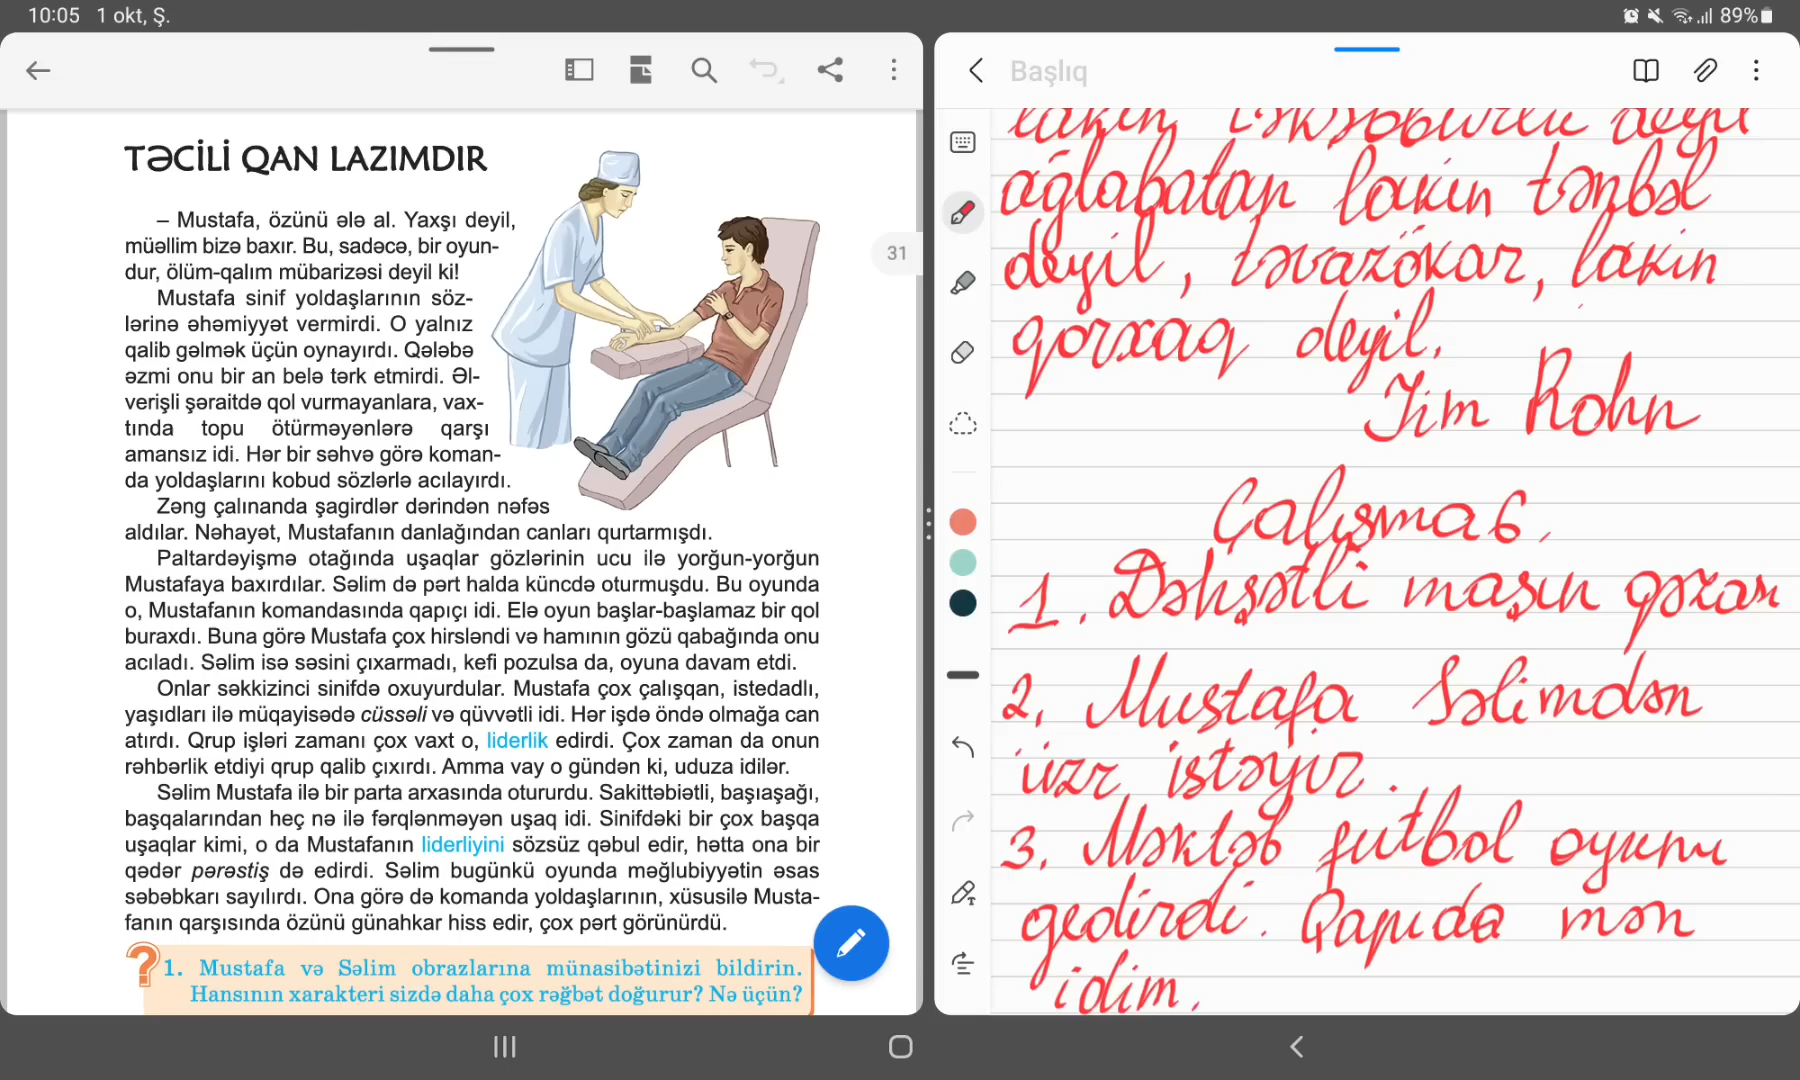 10:05 1 okt, Ş.
89%
TƏCİLİ QAN LAZIMDIR
– Mustafa, özünü ələ al. Yaxşı deyil,
müəllim bizə baxır. Bu, sadəcə, bir oyun-
dur, ölüm-qalım mübarizəsi deyil ki!
Mustafa sinif yoldaşlarının söz-
lərinə əhəmiyyət vermirdi. O yalnız
qalib gəlmək üçün oynayırdı. Qələbə
əzmi onu bir an belə tərk etmirdi. Əl-
verişli şəraitdə qol vurmayanlara, vax-
tında topu ötürməyənlərə qarşı
amansız idi. Hər bir səhvə görə koman-
da yoldaşlarını kobud sözlərlə acılayırdı.
Zəng çalınanda şagirdlər dərindən nəfəs
aldılar. Nəhayət, Mustafanın danlağından canları qurtarmışdı.
Paltardəyişmə otağında uşaqlar gözlərinin ucu ilə yorğun-yorğun
Mustafaya baxırdılar. Səlim də pərt halda küncdə oturmuşdu. Bu oyunda
o, Mustafanın komandasında qapıçı idi. Elə oyun başlar-başlamaz bir qol
buraxdı. Buna görə Mustafa çox hirsləndi və hamının gözü qabağında onu
acıladı. Səlim isə səsini çıxarmadı, kefi pozulsa da, oyuna davam etdi.
Onlar səkkizinci sinifdə oxuyurdular. Mustafa çox çalışqan, istedadlı,
yaşıdları ilə müqayisədə cüssəli və qüvvətli idi. Hər işdə öndə olmağa can
atırdı. Qrup işləri zamanı çox vaxt o, liderlik edirdi. Çox zaman da onun
rəhbərlik etdiyi qrup qalib çıxırdı. Amma vay o gündən ki, uduza idilər.
Səlim Mustafa ilə bir parta arxasında otururdu. Sakittəbiətli, başıaşağı,
başqalarından heç nə ilə fərqlənməyən uşaq idi. Sinifdəki bir çox başqa
uşaqlar kimi, o da Mustafanın liderliyini sözsüz qəbul edir, hətta ona bir
qədər pərəstiş də edirdi. Səlim bugünkü oyunda məğlubiyyətin əsas
səbəbkarı sayılırdı. Ona görə də komanda yoldaşlarının, xüsusilə Musta-
fanın qarşısında özünü günahkar hiss edir, çox pərt görünürdü.
? 1. Mustafa və Səlim obrazlarına münasibətinizi bildirin.
Hansının xarakteri sizdə daha çox rəğbət doğurur? Nə üçün?
31
Başlıq
lakin təkəbbürlü deyil
ağlabatan lakin tənbəl
deyil, təvazökar, lakin
qorxaq deyil.
Jim Rohn
Çalışma 6.
1. Dəhşətli maşın qəzası
2. Mustafa Səlimdən
üzr istəyir.
3. Məktəb futbol oyunu
gedirdi. Qapıda mən
idim.